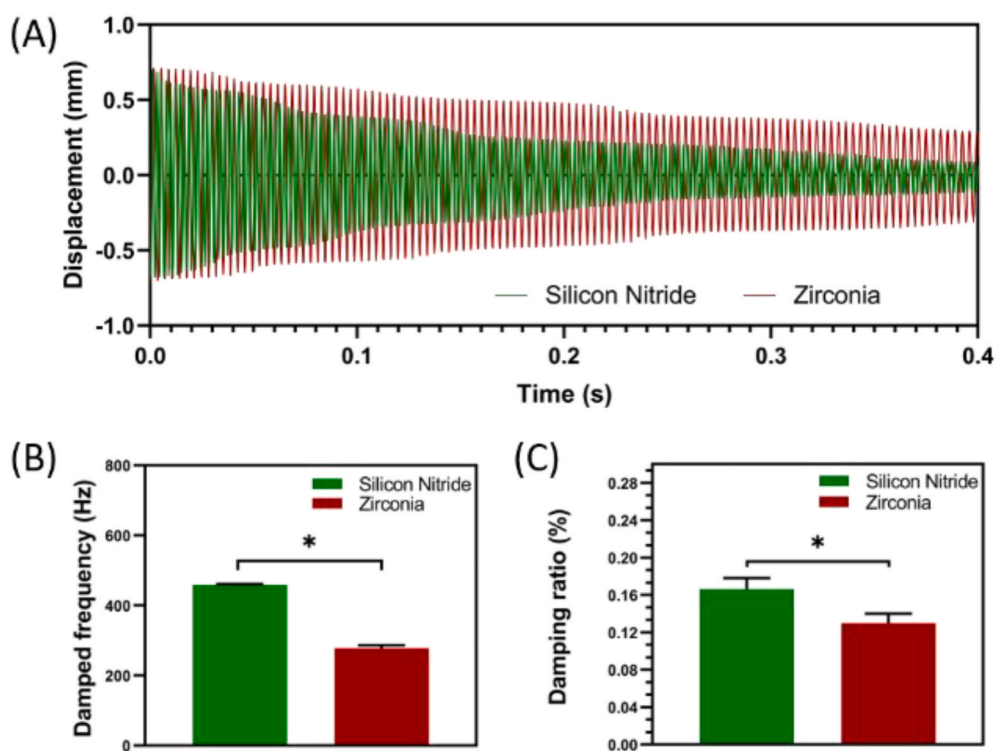 (A)
Displacement (mm)
1.0
0.5
0.0
-0.5
-1.0
Silicon Nitride
Zirconia
0.0 0.1 0.2 0.3 0.4
Time (s)
(B)
Damped frequency (Hz)
800
600
400
200
0
Silicon Nitride
Zirconia
*
(C)
Damping ratio (%)
0.28
0.24
0.20
0.16
0.12
0.08
0.04
0.00
Silicon Nitride
Zirconia
*